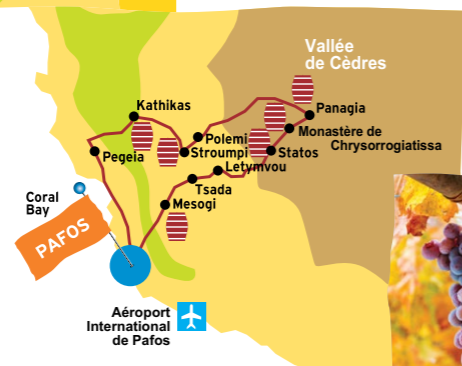 Vallée
de Cèdres
Kathikas
Panagia
Polemi
Monastère de
Chrysorrogiatissa
Pegeia
Stroumpi
Statos
Letymvou
Tsada
Coral
Bay
Mesogi
PAFOS
Aéroport
International
de Pafos